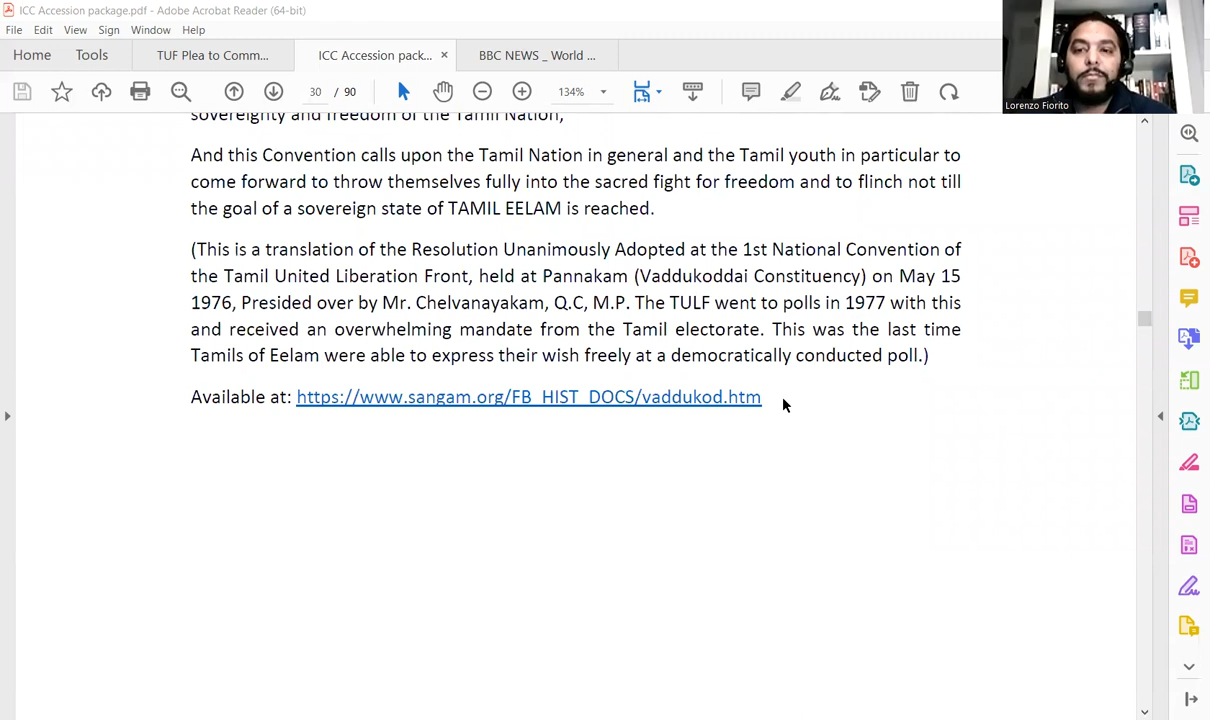 ICC Accession package.pdf - Adobe Acrobat Reader (64-bit)
File Edit View Sign Window Help
Home Tools TUF Plea to Comm... ICC Accession pack... × BBC NEWS _ World ...
30 / 90 134%
Lorenzo Fiorito
sovereignty and freedom of the Tamil Nation,
And this Convention calls upon the Tamil Nation in general and the Tamil youth in particular to
come forward to throw themselves fully into the sacred fight for freedom and to flinch not till
the goal of a sovereign state of TAMIL EELAM is reached.
(This is a translation of the Resolution Unanimously Adopted at the 1st National Convention of
the Tamil United Liberation Front, held at Pannakam (Vaddukoddai Constituency) on May 15
1976, Presided over by Mr. Chelvanayakam, Q.C, M.P. The TULF went to polls in 1977 with this
and received an overwhelming mandate from the Tamil electorate. This was the last time
Tamils of Eelam were able to express their wish freely at a democratically conducted poll.)
Available at: https://www.sangam.org/FB_HIST_DOCS/vaddukod.htm